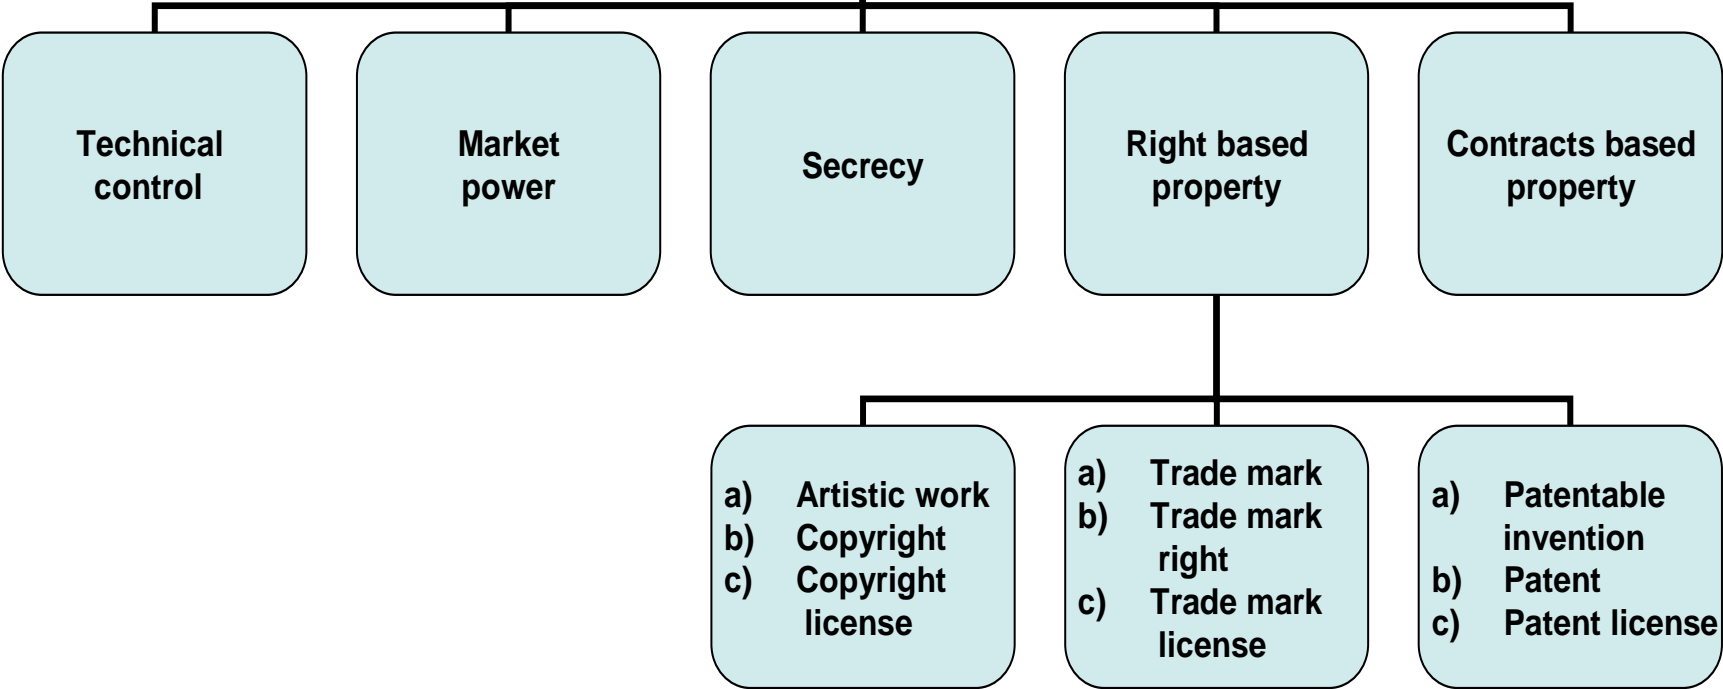 Technical
control
Market
power
Secrecy
Right based
property
Contracts based
property
a) Artistic work
b) Copyright
c) Copyright
license
a) Trade mark
b) Trade mark
right
c) Trade mark
license
a) Patentable
invention
b) Patent
c) Patent license